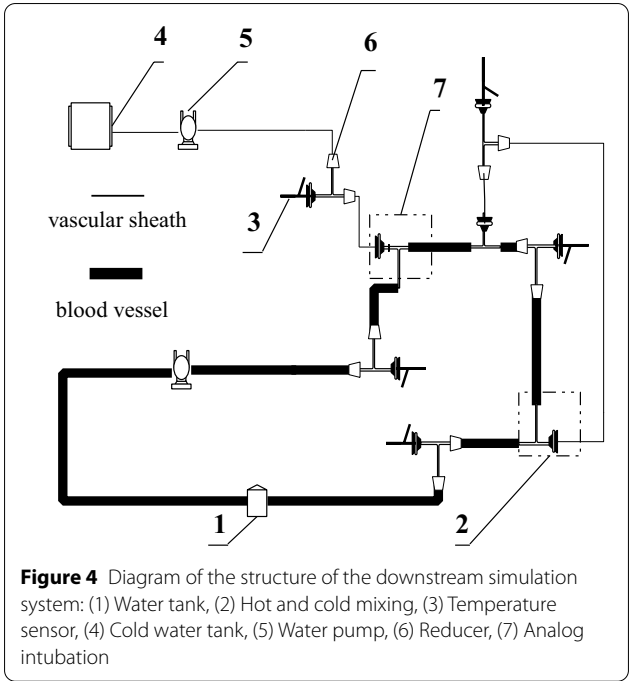 4
5
6
7
3
vascular sheath
blood vessel
1
2
Figure 4 Diagram of the structure of the downstream simulation
system: (1) Water tank, (2) Hot and cold mixing, (3) Temperature
sensor, (4) Cold water tank, (5) Water pump, (6) Reducer, (7) Analog
intubation